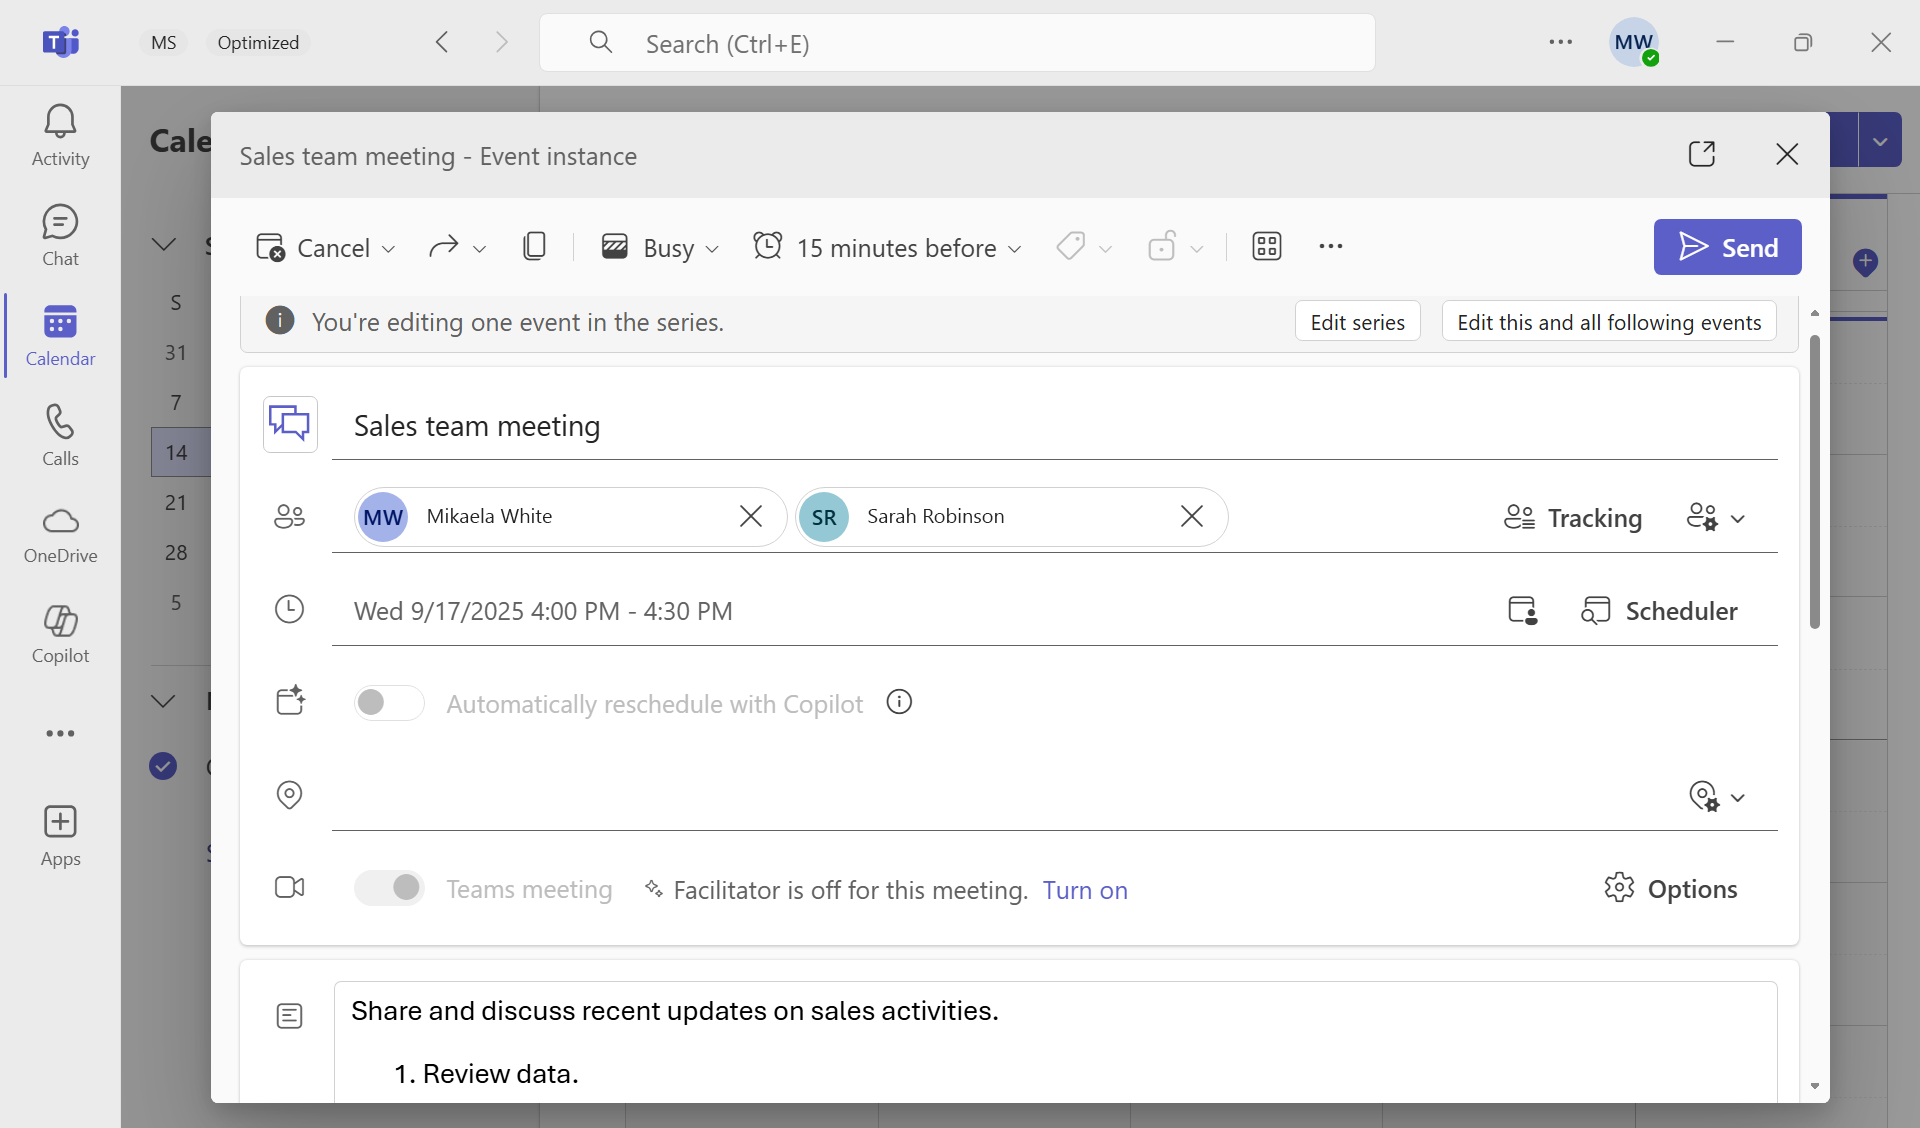 MS
Optimized
Search (Ctrl+E)
MW
Activity
Chat
Calendar
Calls
OneDrive
Copilot
Apps
Cale
S
31
7
14
21
28
5
Sales team meeting - Event instance
Cancel
Busy
15 minutes before
Send
You're editing one event in the series.
Edit series
Edit this and all following events
Sales team meeting
MW Mikaela White
SR Sarah Robinson
Tracking
Wed 9/17/2025 4:00 PM - 4:30 PM
Scheduler
Automatically reschedule with Copilot
Teams meeting
Facilitator is off for this meeting. Turn on
Options
Share and discuss recent updates on sales activities.
1. Review data.